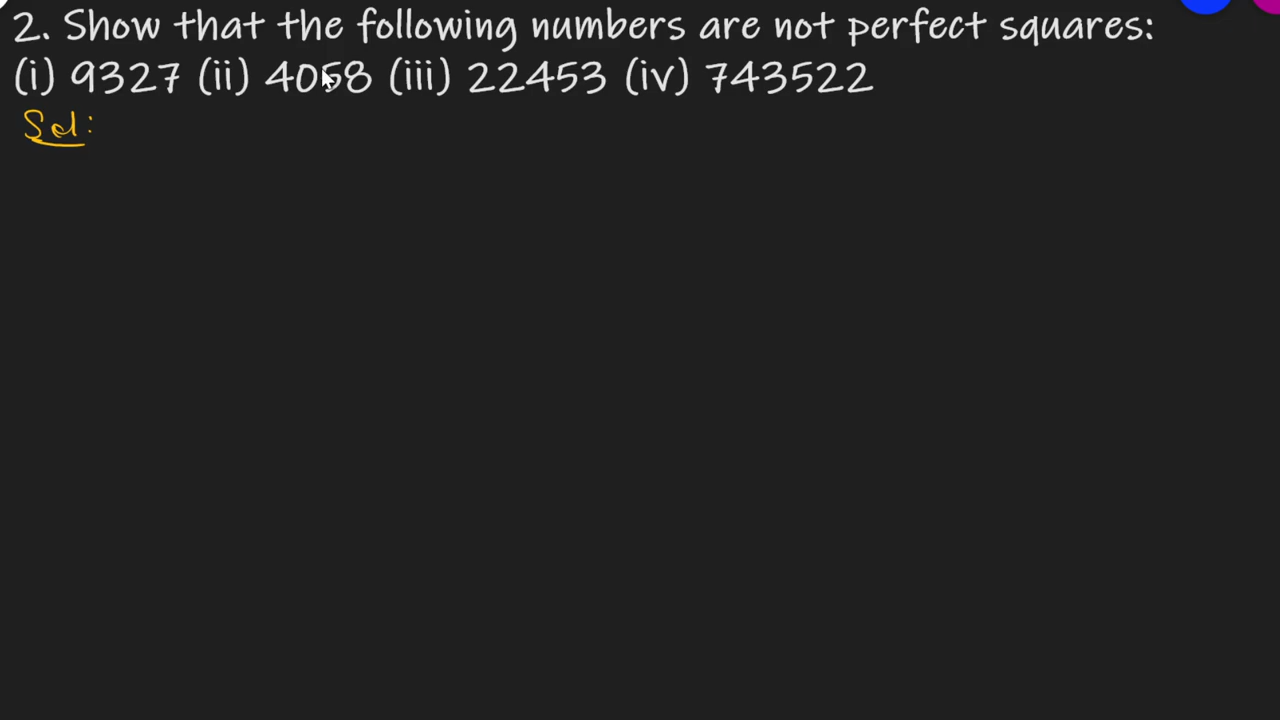 2. Show that the following numbers are not perfect squares:
(i) 9327 (ii) 4058 (iii) 22453 (iv) 743522
Sol: